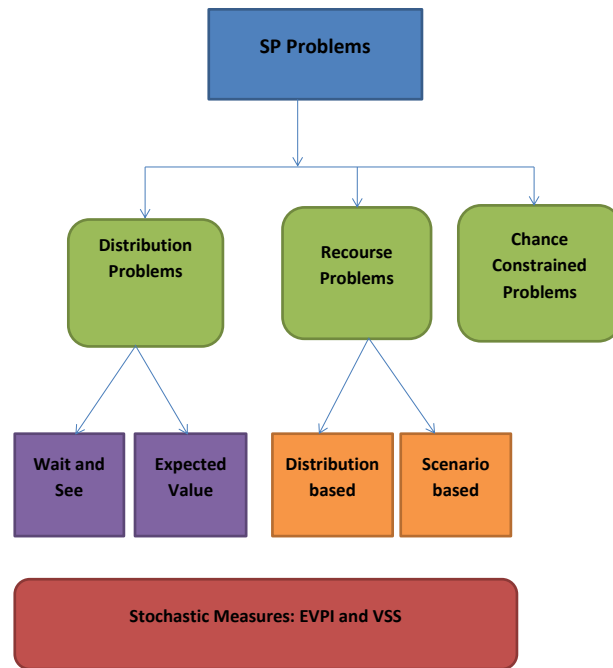 SP Problems
Distribution
Problems
Recourse
Problems
Chance
Constrained
Problems
Wait and
See
Expected
Value
Distribution
based
Scenario
based
Stochastic Measures: EVPI and VSS